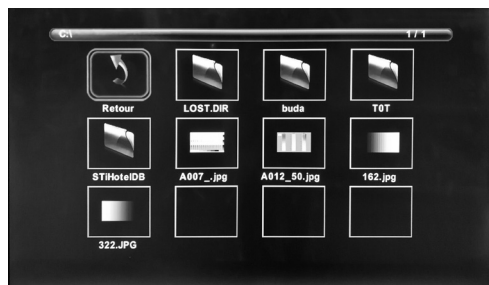 C:\ 1 / 1
Retour LOST.DIR buda T0T
STiHotelDB A007_.jpg A012_50.jpg 162.jpg
322.JPG